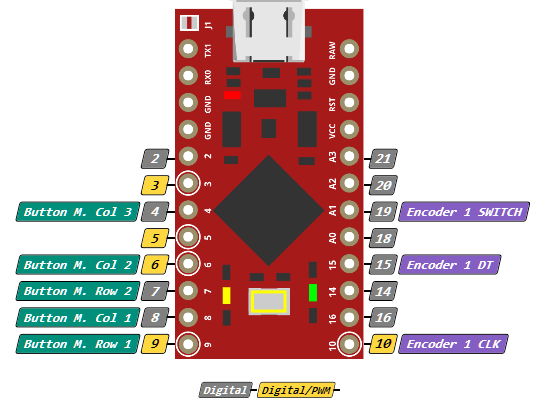 J1
TX1 RAW
RX0 GND
GND RST
GND VCC
2 2 A3 21
3 3 A2 20
Button M. Col 3 4 4 A1 19 Encoder 1 SWITCH
5 5 A0 18
Button M. Col 2 6 6 15 15 Encoder 1 DT
Button M. Row 2 7 7 14 14
Button M. Col 1 8 8 16 16
Button M. Row 1 9 9 10 10 Encoder 1 CLK
Digital Digital/PWM